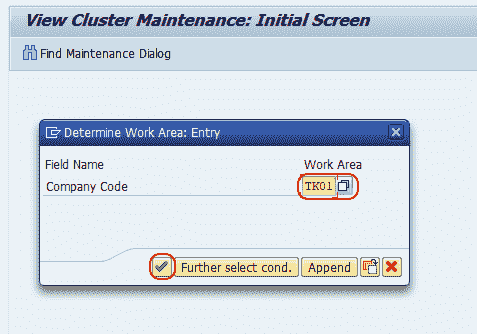 View Cluster Maintenance: Initial Screen
Find Maintenance Dialog
Determine Work Area: Entry
Field Name Work Area
Company Code TK01
Further select cond. Append